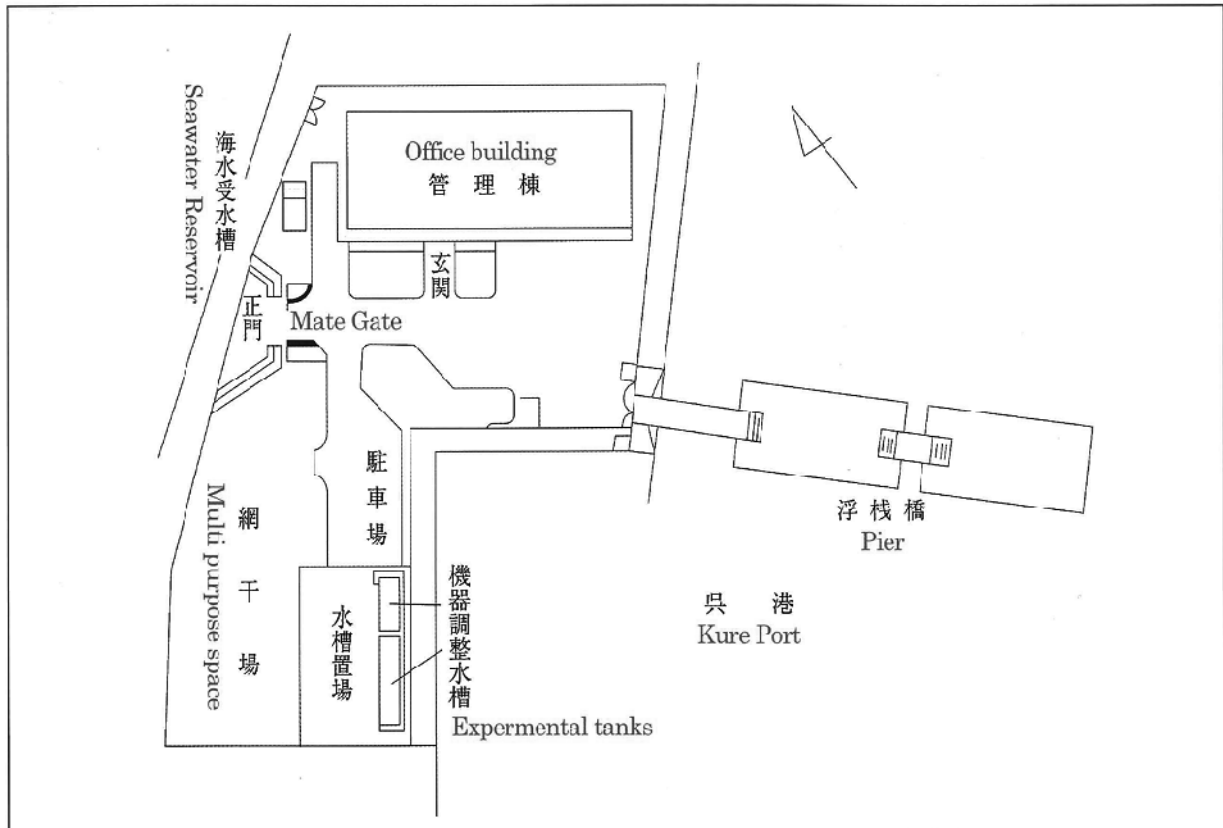 Seawater Reservoir
海水受水槽
Office building
管理棟
玄関
正門
Mate Gate
駐車場
網干場
Multi purpose space
水槽置場
機器調整水槽
Expermental tanks
浮桟橋
Pier
呉港
Kure Port